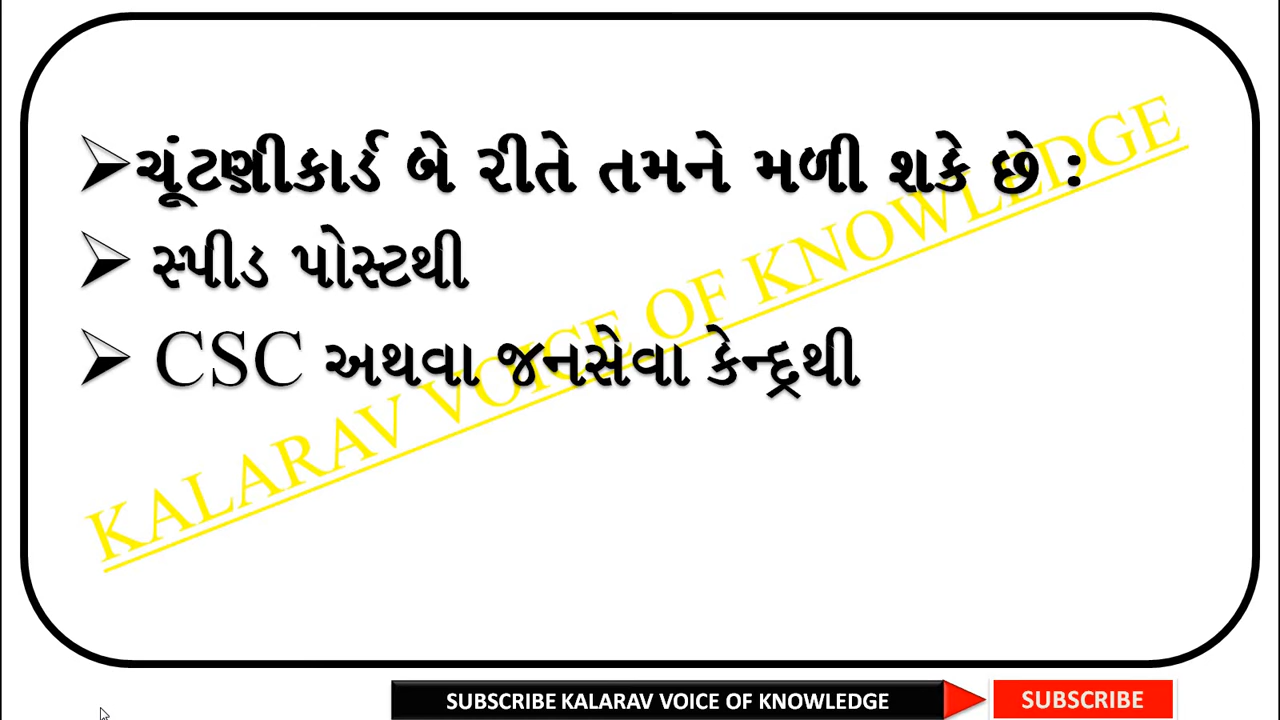 ચૂંટણીકાર્ડ બે રીતે તમને મળી શકે છે :
સ્પીડ પોસ્ટથી
CSC અથવા જનસેવા કેન્દ્રથી
KALARAV VOICE OF KNOWLEDGE
SUBSCRIBE KALARAV VOICE OF KNOWLEDGE
SUBSCRIBE